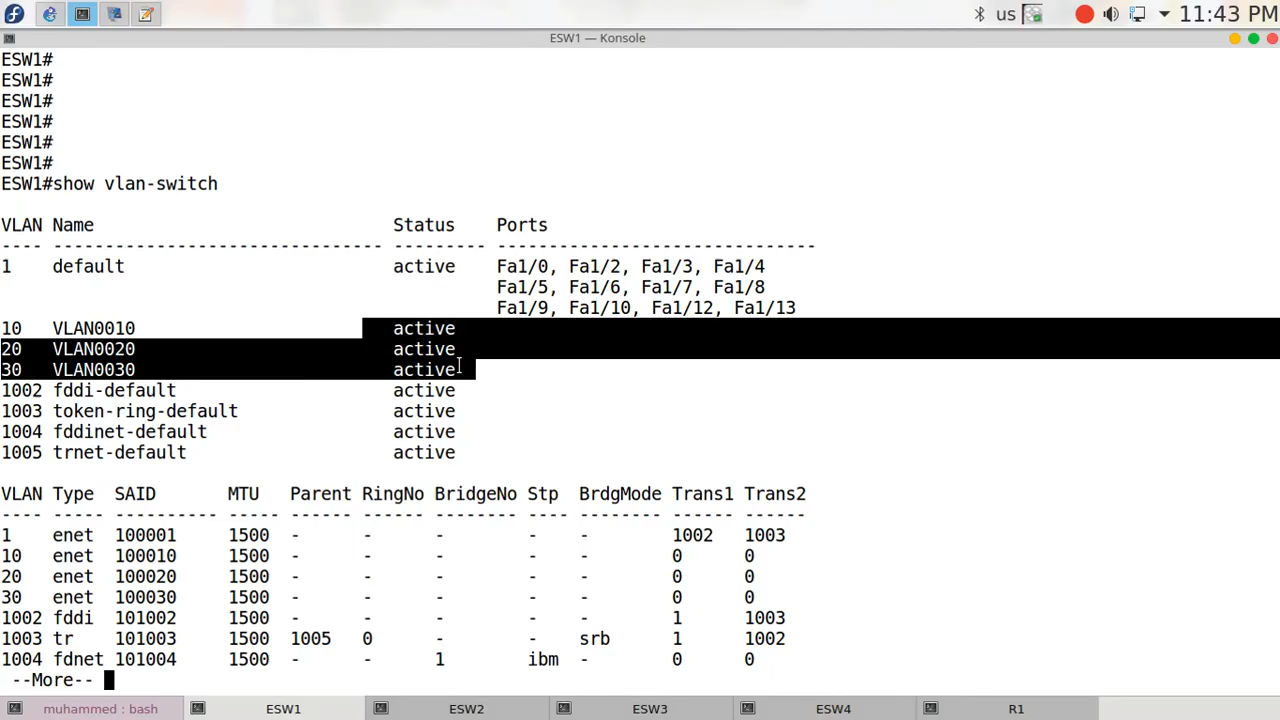 us
11:43 PM
ESW1 — Konsole
ESW1#
ESW1#
ESW1#
ESW1#
ESW1#
ESW1#
ESW1#show vlan-switch
VLAN Name                             Status    Ports
---- -------------------------------- --------- -------------------------------
1    default                          active    Fa1/0, Fa1/2, Fa1/3, Fa1/4
                                                Fa1/5, Fa1/6, Fa1/7, Fa1/8
                                                Fa1/9, Fa1/10, Fa1/12, Fa1/13
10   VLAN0010                         active
20   VLAN0020                         active
30   VLAN0030                         active
1002 fddi-default                     active
1003 token-ring-default               active
1004 fddinet-default                  active
1005 trnet-default                    active
VLAN Type  SAID       MTU   Parent RingNo BridgeNo Stp  BrdgMode Trans1 Trans2
---- ----- ---------- ----- ------ ------ -------- ---- -------- ------ ------
1    enet  100001     1500  -      -      -        -    -        1002   1003
10   enet  100010     1500  -      -      -        -    -        0      0
20   enet  100020     1500  -      -      -        -    -        0      0
30   enet  100030     1500  -      -      -        -    -        0      0
1002 fddi  101002     1500  -      -      -        -    -        1      1003
1003 tr    101003     1500  1005   0      -        -    srb      1      1002
1004 fdnet 101004     1500  -      -      1        ibm  -        0      0
 --More--
muhammed : bash
ESW1
ESW2
ESW3
ESW4
R1